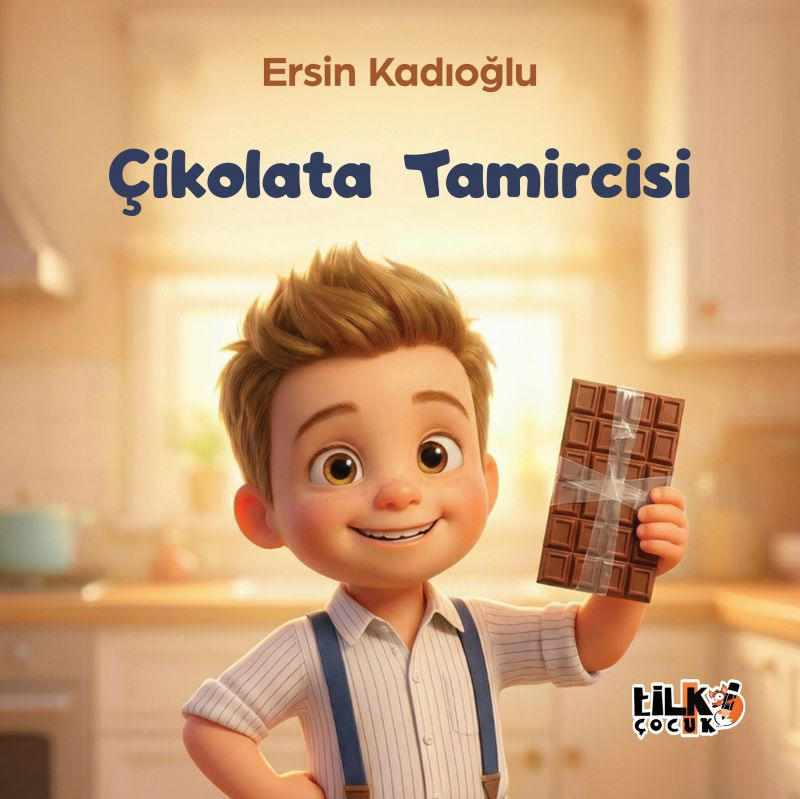 Ersin Kadıoğlu
Çikolata Tamircisi
tiLKi
ÇOCUK